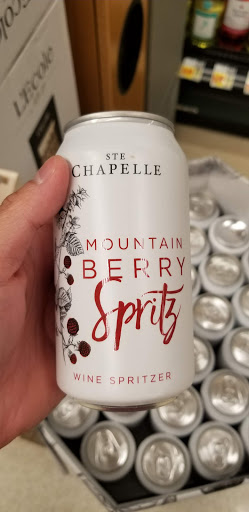 L'Ecole
STE
CHAPELLE
MOUNTAIN
BERRY
Spritz
WINE SPRITZER